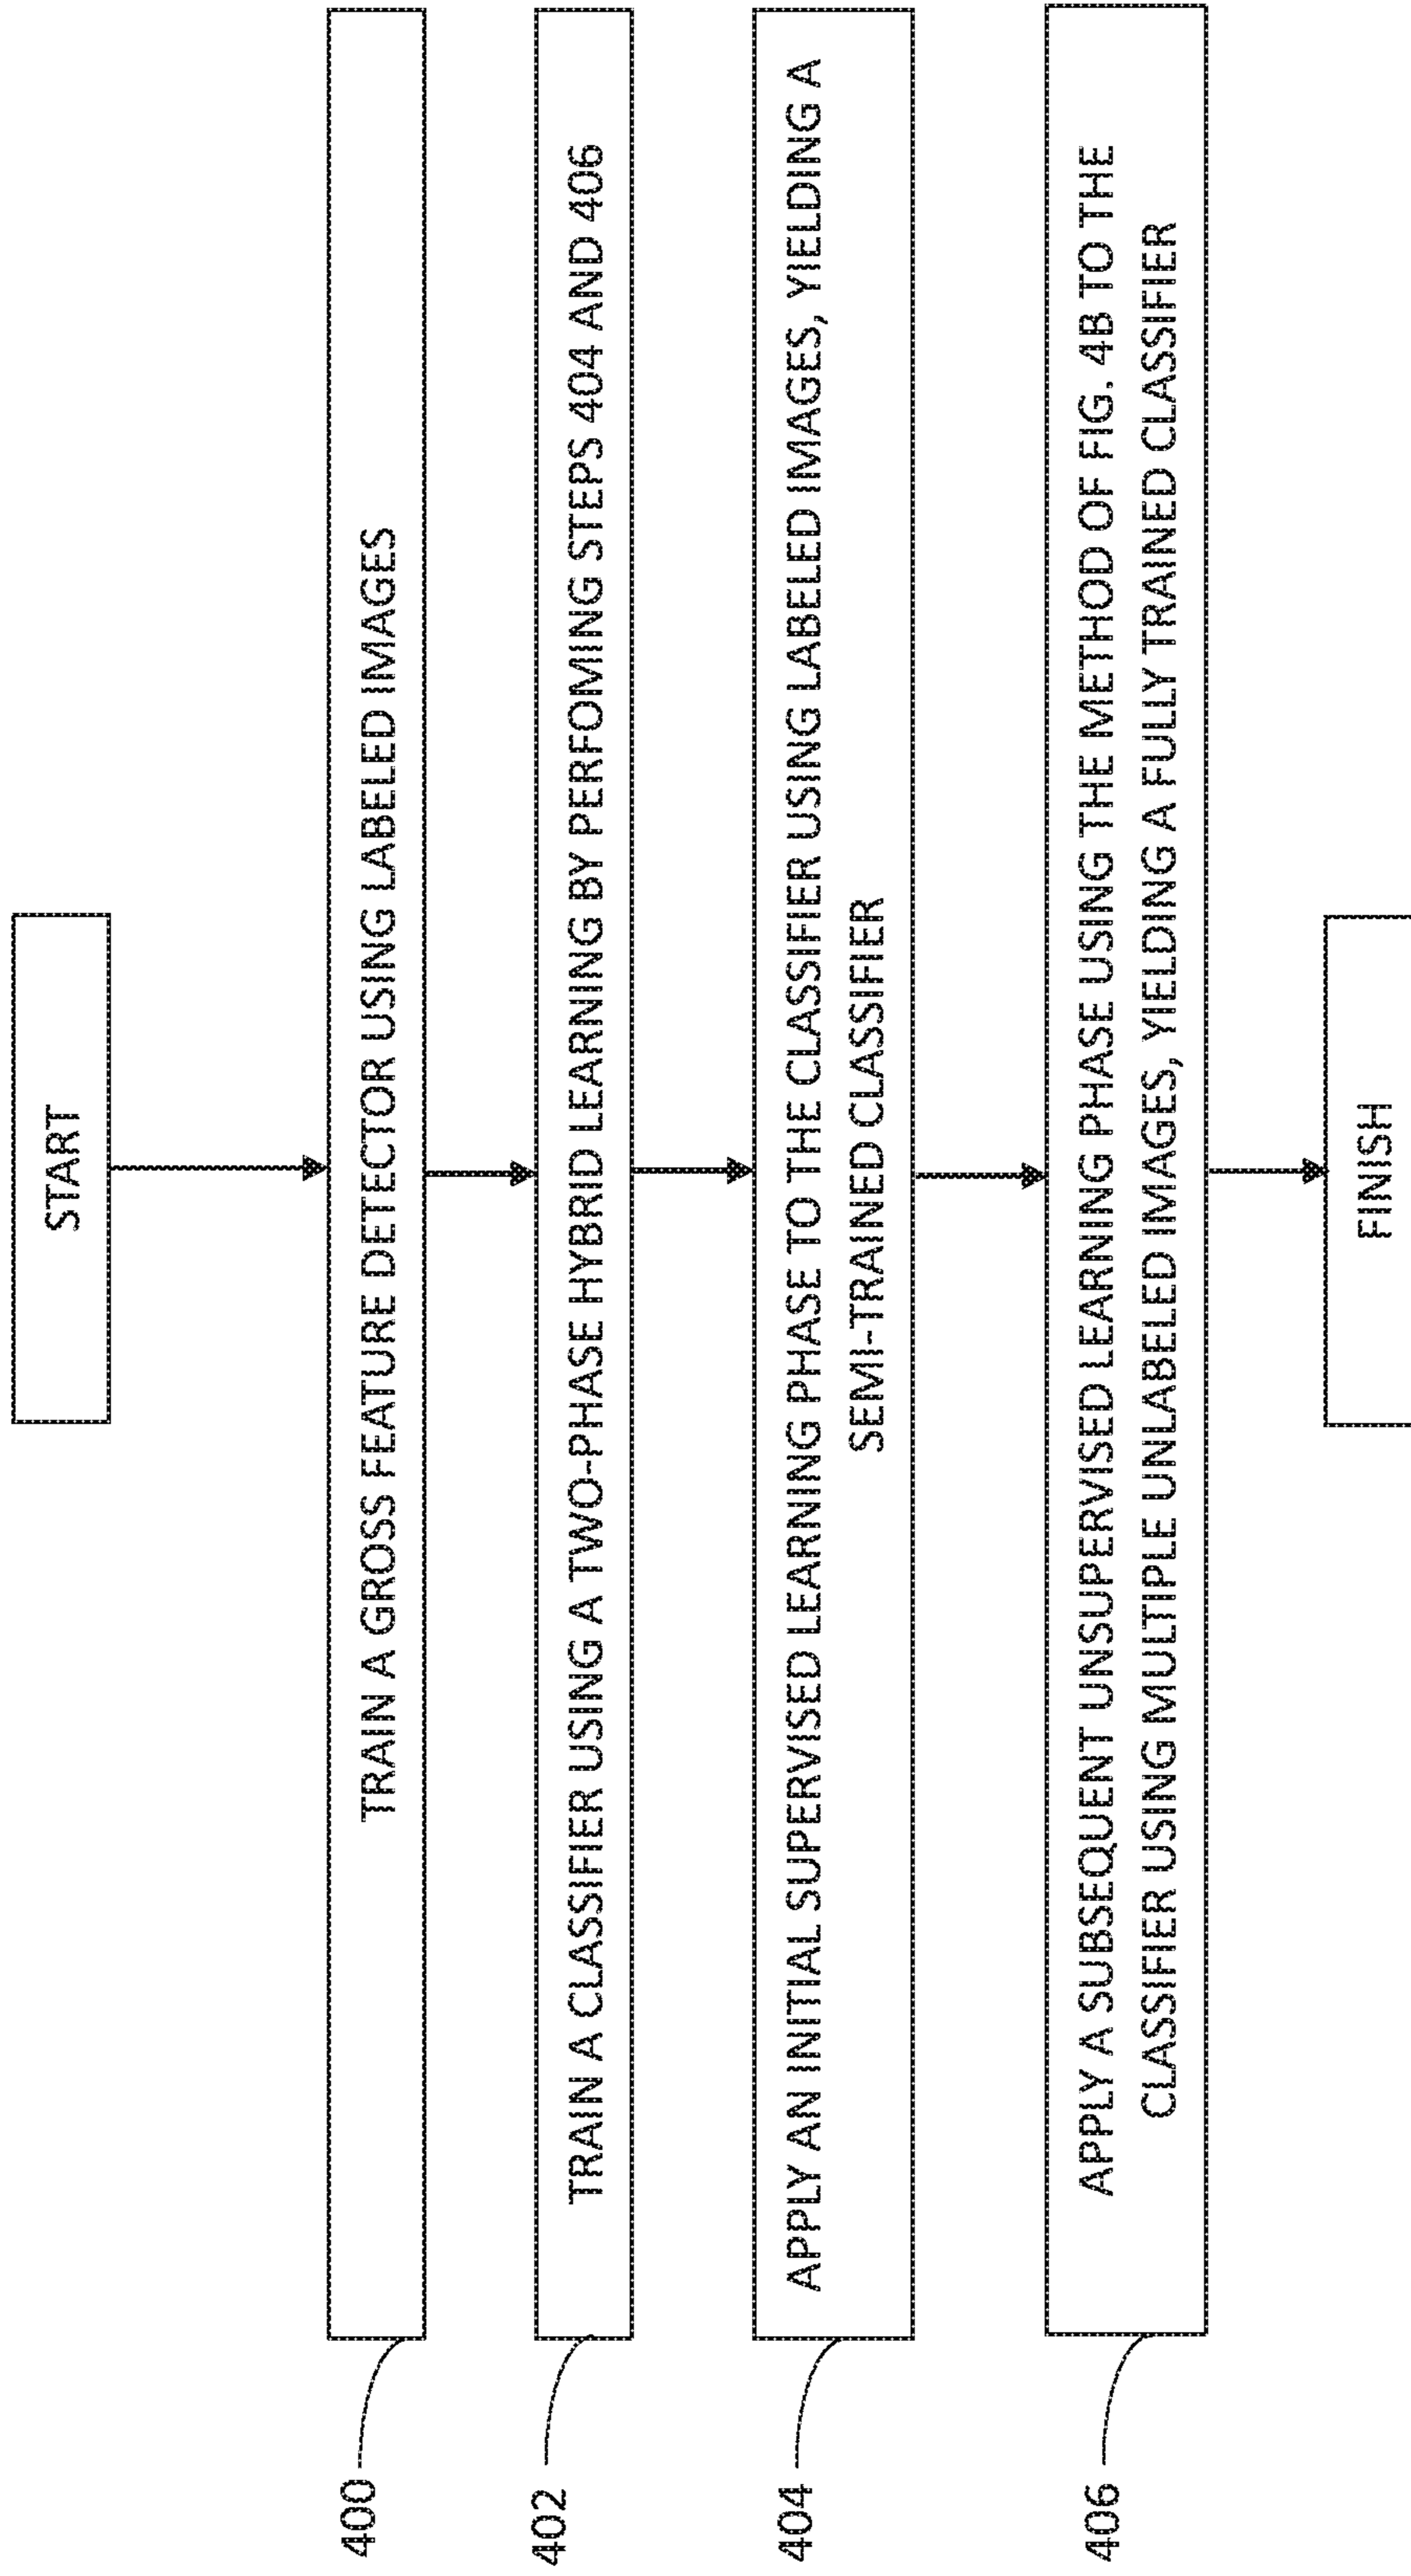 START
400
TRAIN A GROSS FEATURE DETECTOR USING LABELED IMAGES
402
TRAIN A CLASSIFIER USING A TWO-PHASE HYBRID LEARNING BY PERFOMING STEPS 404 AND 406
404
APPLY AN INITIAL SUPERVISED LEARNING PHASE TO THE CLASSIFIER USING LABELED IMAGES, YIELDING A
SEMI-TRAINED CLASSIFIER
406
APPLY A SUBSEQUENT UNSUPERVISED LEARNING PHASE USING THE METHOD OF FIG. 4B TO THE
CLASSIFIER USING MULTIPLE UNLABELED IMAGES, YIELDING A FULLY TRAINED CLASSIFIER
FINISH